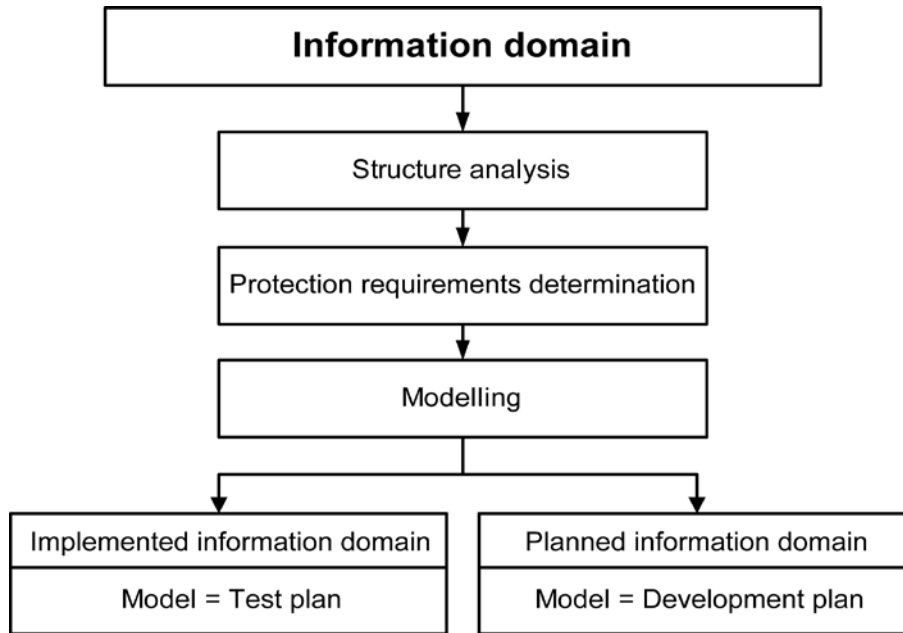 Information domain
Structure analysis
Protection requirements determination
Modelling
Implemented information domain
Model = Test plan
Planned information domain
Model = Development plan